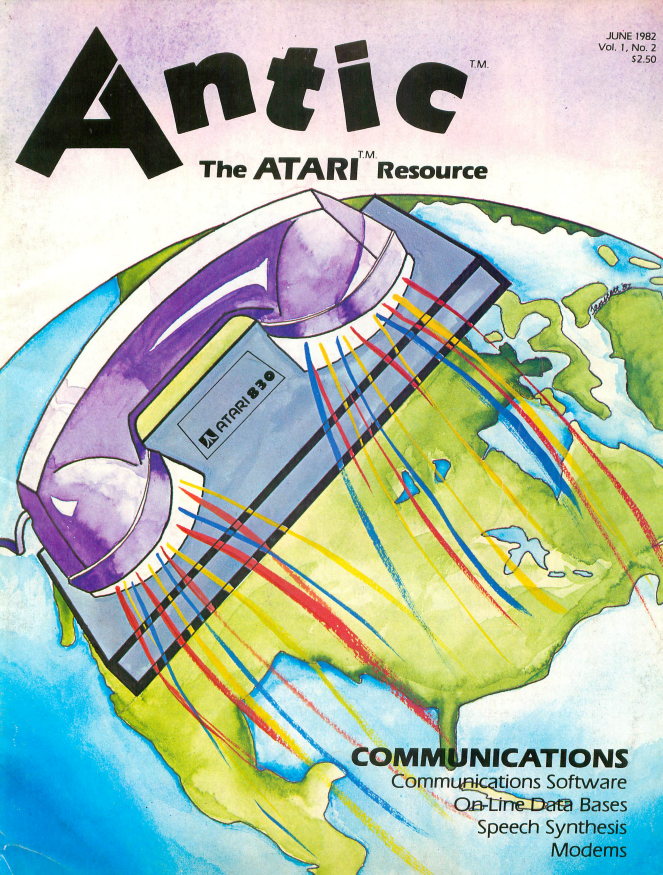 JUNE 1982
Vol. 1, No. 2
$2.50
Antic T.M.
The ATARI T.M. Resource
ATARI 830
COMMUNICATIONS
Communications Software
On-Line Data Bases
Speech Synthesis
Modems